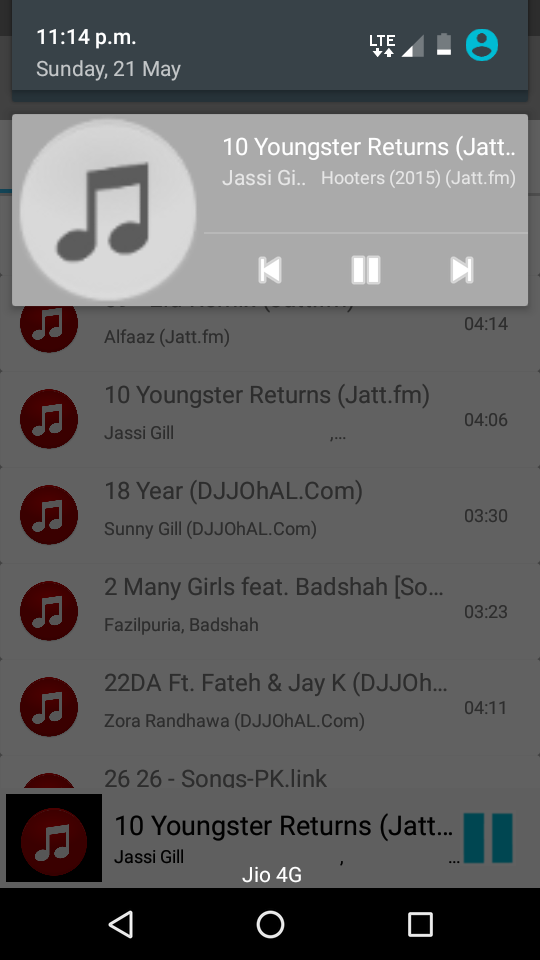 11:14 p.m.
LTE
Sunday, 21 May
10 Youngster Returns (Jatt…
Jassi Gi.. Hooters (2015) (Jatt.fm)
04:14
Alfaaz (Jatt.fm)
10 Youngster Returns (Jatt.fm)
04:06
Jassi Gill ,…
18 Year (DJJOhAL.Com)
03:30
Sunny Gill (DJJOhAL.Com)
2 Many Girls feat. Badshah [So…
03:23
Fazilpuria, Badshah
22DA Ft. Fateh & Jay K (DJJOh…
04:11
Zora Randhawa (DJJOhAL.Com)
26 26 - Songs-PK.link
10 Youngster Returns (Jatt…
Jassi Gill , …
Jio 4G